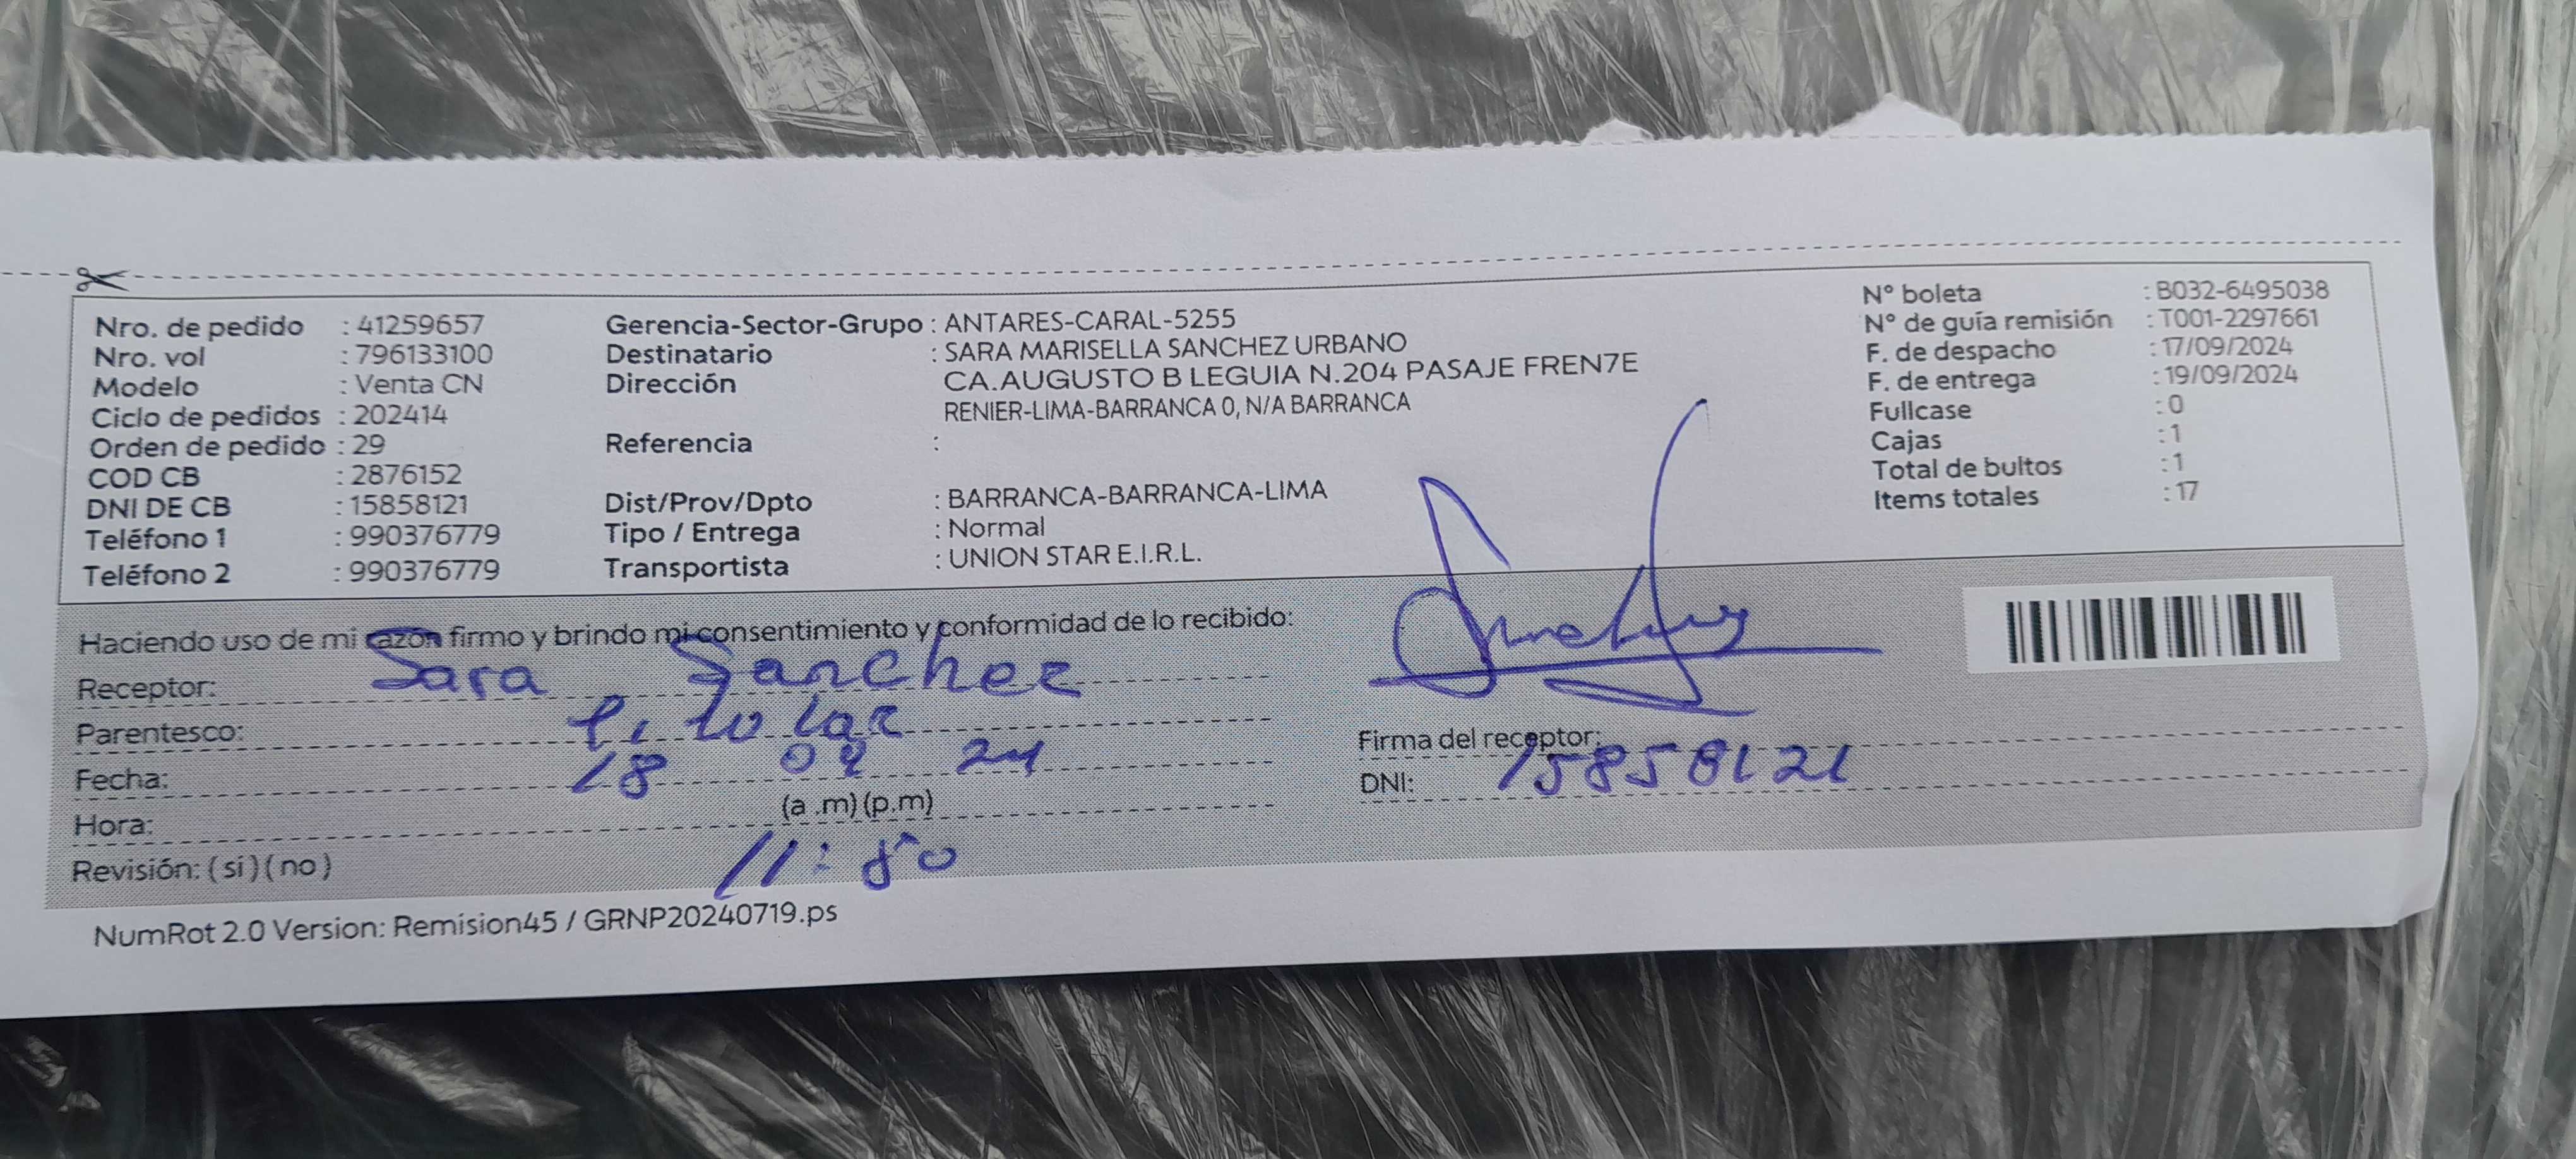 Nro. de pedido : 41259657
Nro. vol : 796133100
Modelo : Venta CN
Ciclo de pedidos : 202414
Orden de pedido : 29
COD CB : 2876152
DNI DE CB : 15858121
Teléfono 1 : 990376779
Teléfono 2 : 990376779
Gerencia-Sector-Grupo : ANTARES-CARAL-5255
Destinatario : SARA MARISELLA SANCHEZ URBANO
Dirección CA.AUGUSTO B LEGUIA N.204 PASAJE FREN7E
RENIER-LIMA-BARRANCA 0, N/A BARRANCA
Referencia :
Dist/Prov/Dpto : BARRANCA-BARRANCA-LIMA
Tipo / Entrega : Normal
Transportista : UNION STAR E.I.R.L.
N° boleta : B032-6495038
N° de guía remisión : T001-2297661
F. de despacho : 17/09/2024
F. de entrega : 19/09/2024
Fullcase : 0
Cajas : 1
Total de bultos : 1
Items totales : 17
Haciendo uso de mi razón firmo y brindo mi consentimiento y conformidad de lo recibido:
Receptor: Sara Sanchez
Parentesco: Titular
Fecha: 18 09 24
Hora: (a .m) (p.m)
Revisión: ( si ) ( no ) 11:
Firma del receptor:
DNI: 15858121
NumRot 2.0 Version: Remision45 / GRNP20240719.ps